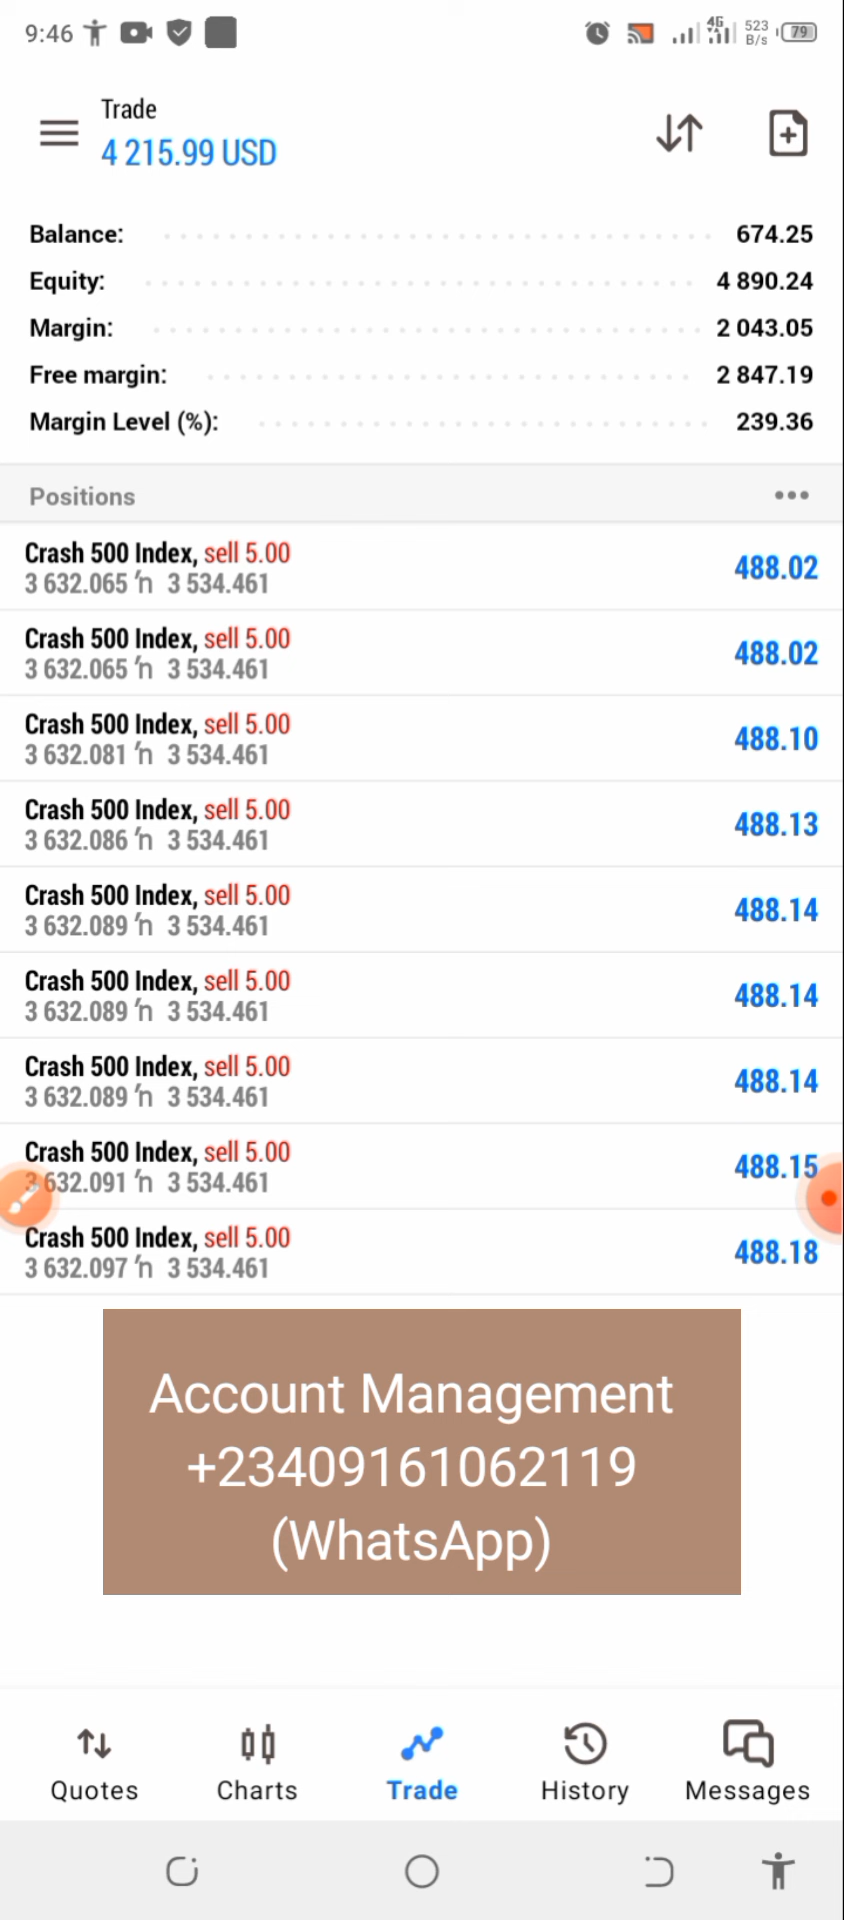 9:46
4G
523
B/s
79
Trade
4 215.99 USD
Balance: 674.25
Equity: 4 890.24
Margin: 2 043.05
Free margin: 2 847.19
Margin Level (%): 239.36
Positions
Crash 500 Index, sell 5.00
488.02
3 632.065 3 534.461
Crash 500 Index, sell 5.00
488.02
3 632.065 3 534.461
Crash 500 Index, sell 5.00
488.10
3 632.081 3 534.461
Crash 500 Index, sell 5.00
488.13
3 632.086 3 534.461
Crash 500 Index, sell 5.00
488.14
3 632.089 3 534.461
Crash 500 Index, sell 5.00
488.14
3 632.089 3 534.461
Crash 500 Index, sell 5.00
488.14
3 632.089 3 534.461
Crash 500 Index, sell 5.00
488.15
3 632.091 3 534.461
Crash 500 Index, sell 5.00
488.18
3 632.097 3 534.461
Account Management
+23409161062119
(WhatsApp)
Quotes Charts Trade History Messages